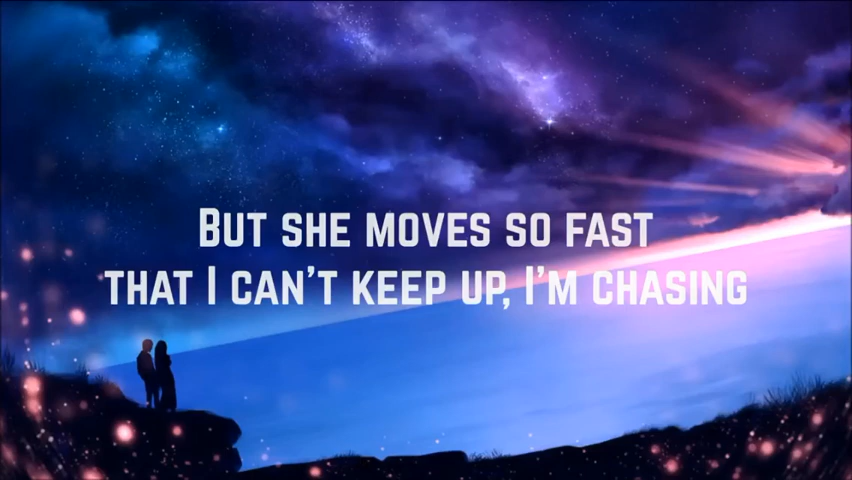 But she moves so fast
that I can't keep up, I'm chasing